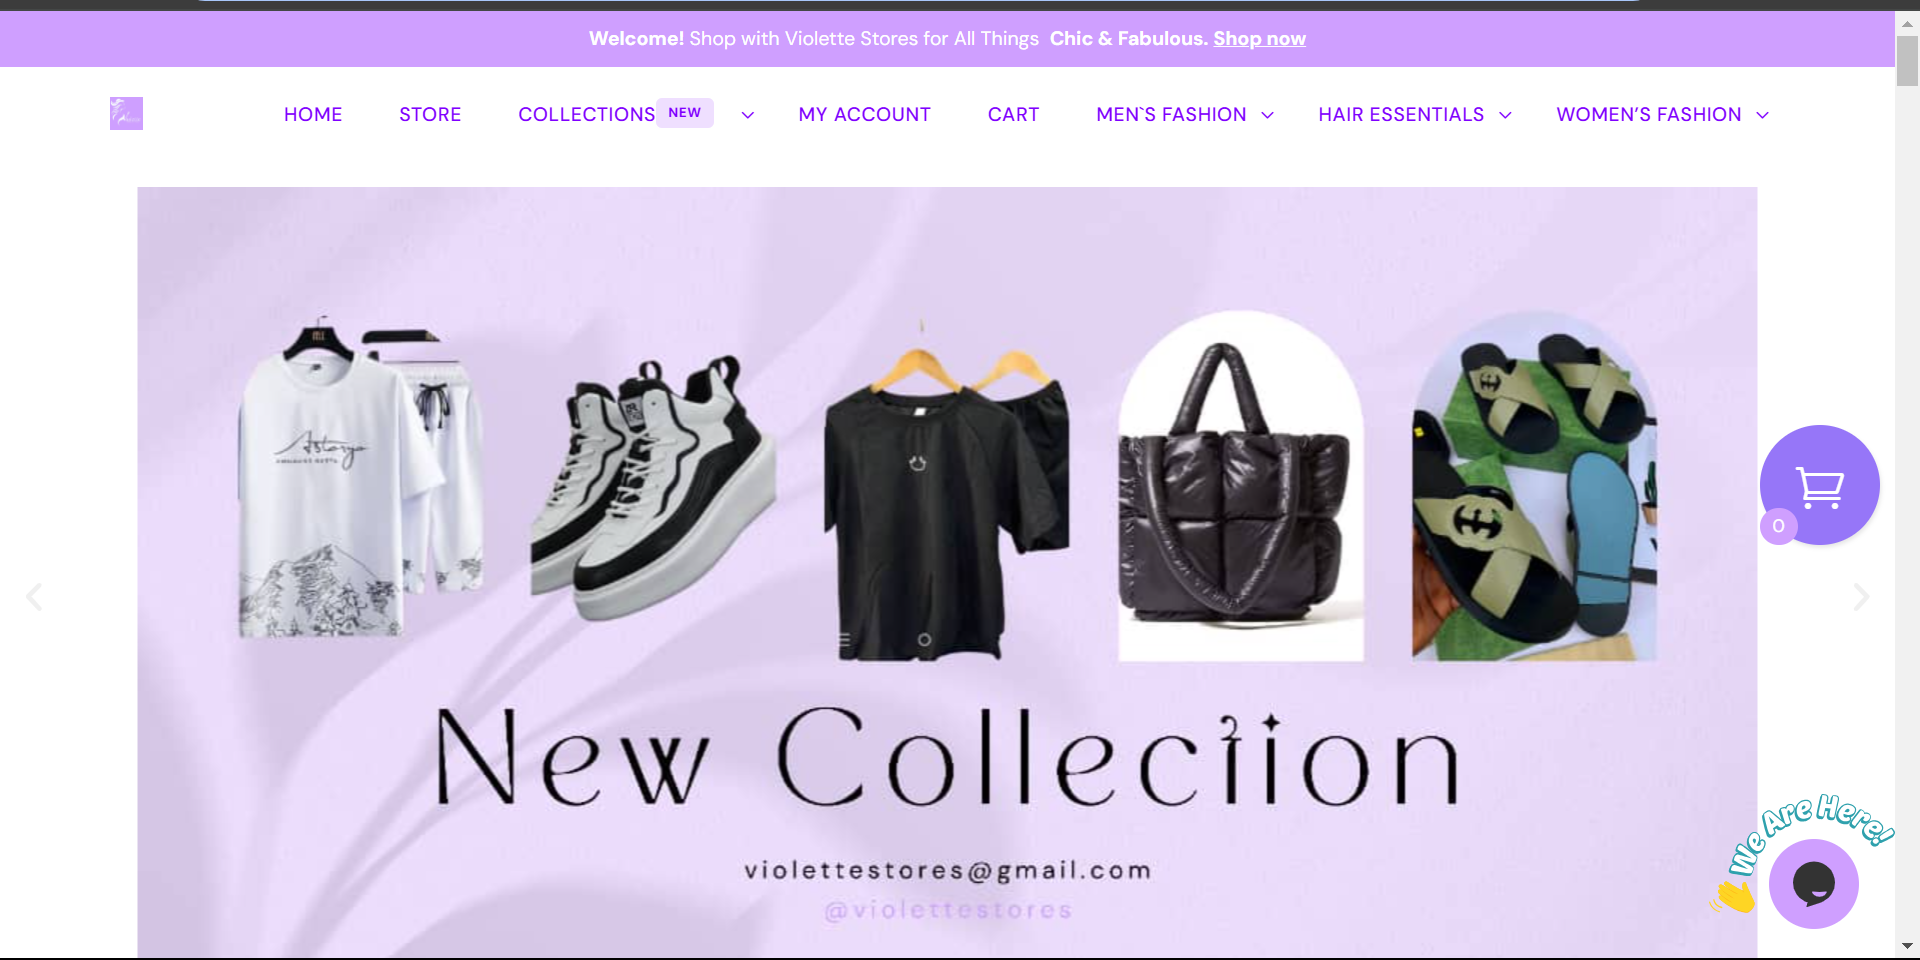 Welcome! Shop with Violette Stores for All Things Chic & Fabulous. Shop now
HOME
STORE
COLLECTIONS NEW
MY ACCOUNT
CART
MEN`S FASHION
HAIR ESSENTIALS
WOMEN’S FASHION
Astoryo
0
New Collection
violettestores@gmail.com
@violettestores
We Are Here!